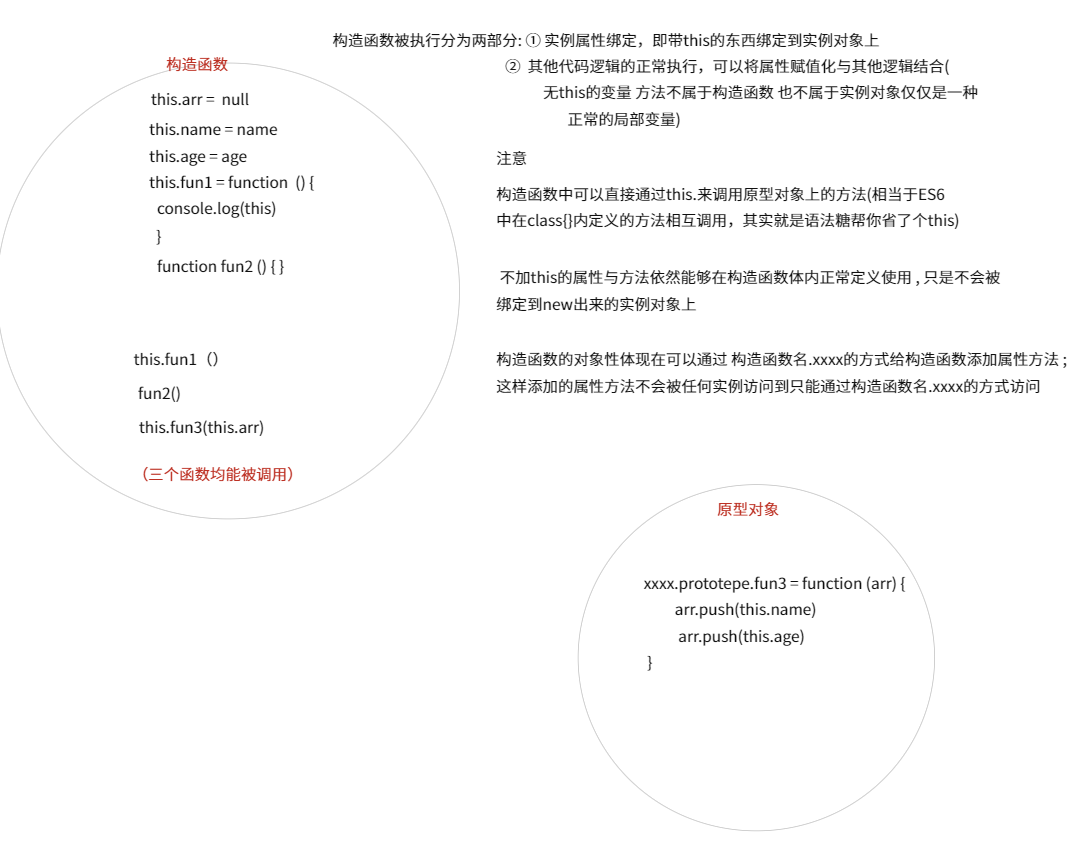 构造函数被执行分为两部分: ① 实例属性绑定，即带this的东西绑定到实例对象上
② 其他代码逻辑的正常执行，可以将属性赋值化与其他逻辑结合(
无this的变量 方法不属于构造函数 也不属于实例对象仅仅是一种
正常的局部变量)
构造函数
this.arr = null
this.name = name
this.age = age
this.fun1 = function () {
console.log(this)
}
function fun2 () { }
this.fun1（）
fun2()
this.fun3(this.arr)
（三个函数均能被调用）
注意
构造函数中可以直接通过this.来调用原型对象上的方法(相当于ES6
中在class{}内定义的方法相互调用，其实就是语法糖帮你省了个this)
不加this的属性与方法依然能够在构造函数体内正常定义使用 , 只是不会被
绑定到new出来的实例对象上
构造函数的对象性体现在可以通过 构造函数名.xxxx的方式给构造函数添加属性方法 ;
这样添加的属性方法不会被任何实例访问到只能通过构造函数名.xxxx的方式访问
原型对象
xxxx.prototepe.fun3 = function (arr) {
arr.push(this.name)
arr.push(this.age)
}